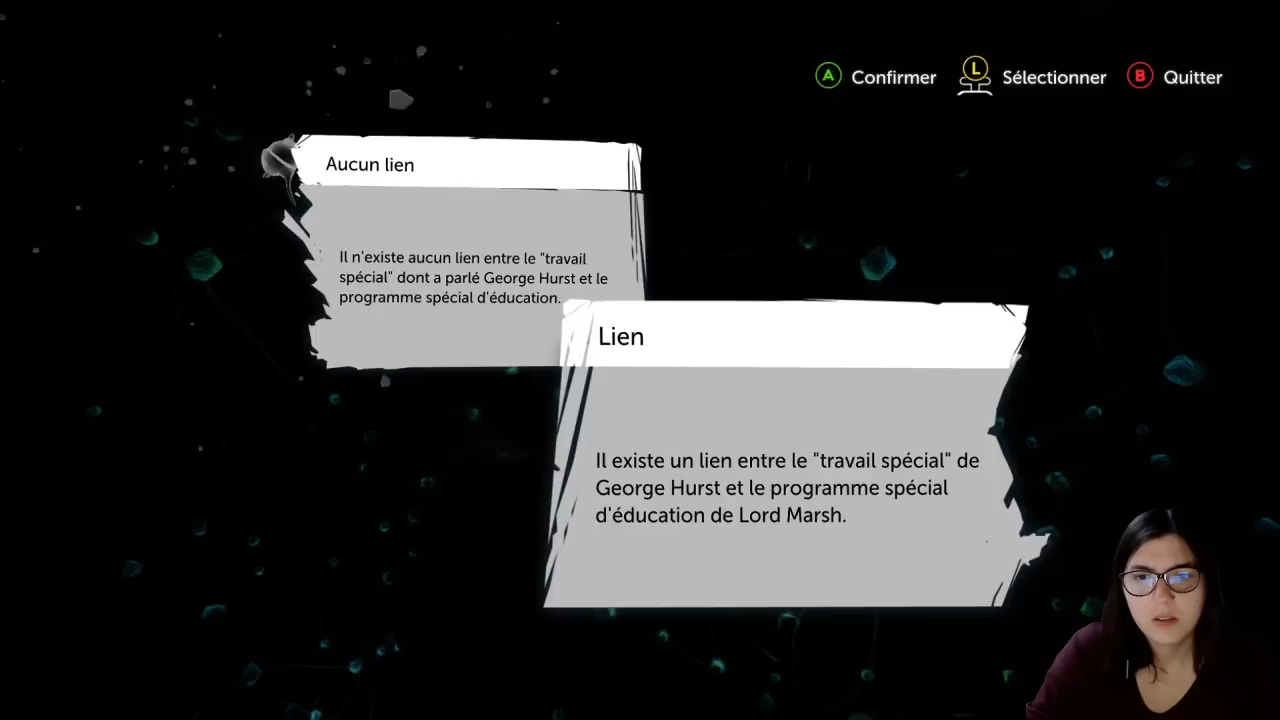 A Confirmer L Sélectionner B Quitter
Aucun lien
Il n'existe aucun lien entre le "travail
spécial" dont a parlé George Hurst et le
programme spécial d'éducation.
Lien
Il existe un lien entre le "travail spécial" de
George Hurst et le programme spécial
d'éducation de Lord Marsh.